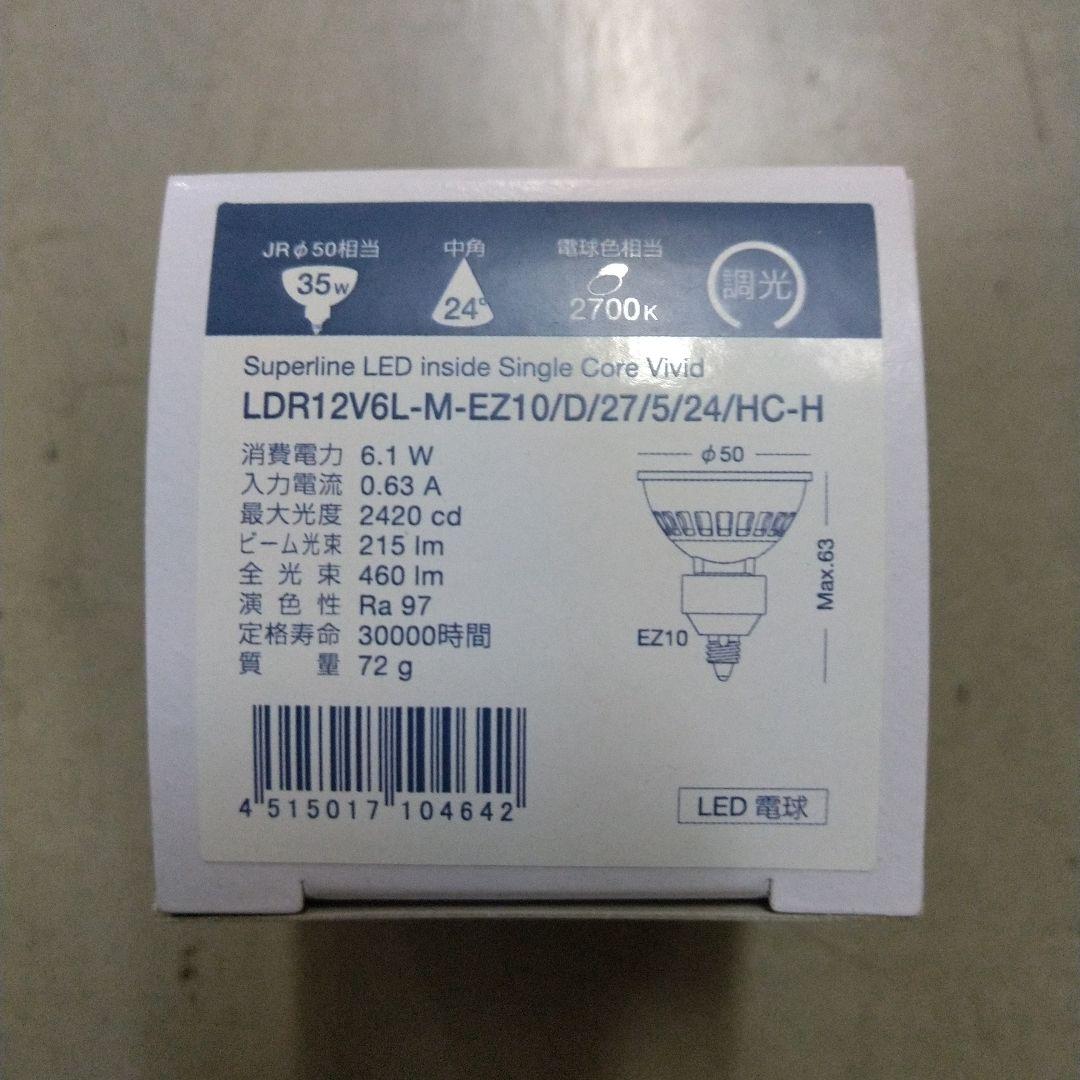 JRφ50相当 中角 電球色相当
35W 24° 2700K 調光
Superline LED inside Single Core Vivid
LDR12V6L-M-EZ10/D/27/5/24/HC-H
消費電力 6.1 W
入力電流 0.63 A
最大光度 2420 cd
ビーム光束 215 lm
全光束 460 lm
演色性 Ra 97
定格寿命 30000時間
質量 72 g
φ50
Max.63
EZ10
4 515017 104642
LED 電球